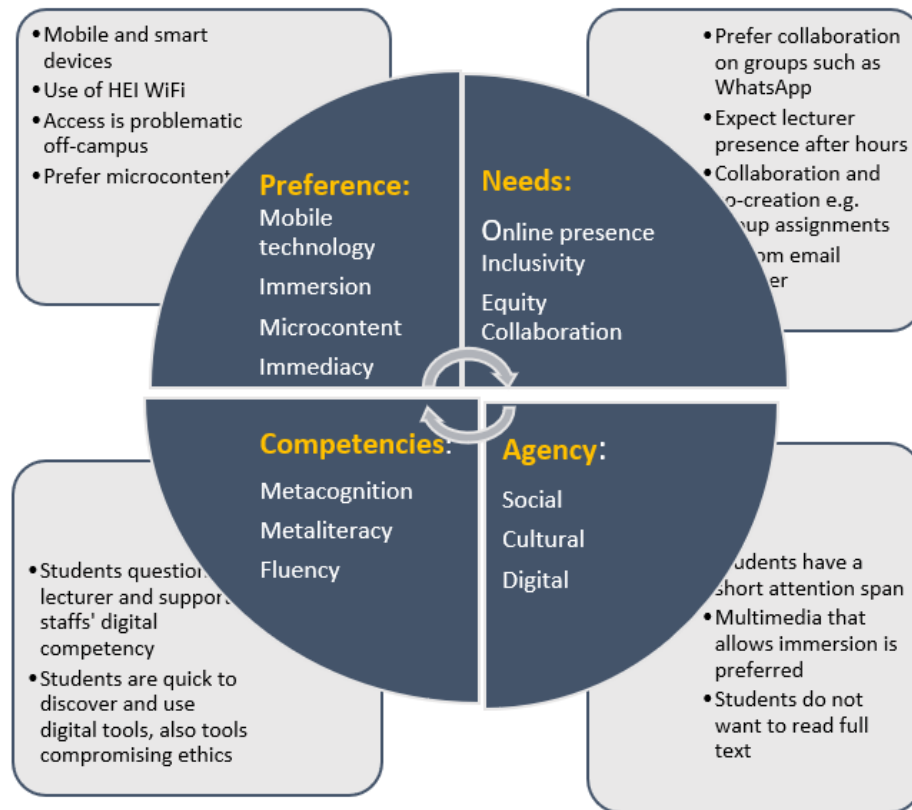 •Mobile and smart
devices
•Use of HEI WiFi
•Access is problematic
off-campus
•Prefer microcontent
Preference:
Mobile
technology
Immersion
Microcontent
Immediacy
•Prefer collaboration
on groups such as
WhatsApp
•Expect lecturer
presence after hours
•Collaboration and
e.g.
assignments
email
Needs:
Online presence
Inclusivity
Equity
Collaboration
Competencies:
Metacognition
Metaliteracy
Fluency
•Students question
lecturer and support
staffs' digital
competency
•Students are quick to
discover and use
digital tools, also tools
compromising ethics
Agency:
Social
Cultural
Digital
have a
attention span
•Multimedia that
allows immersion is
preferred
•Students do not
want to read full
text